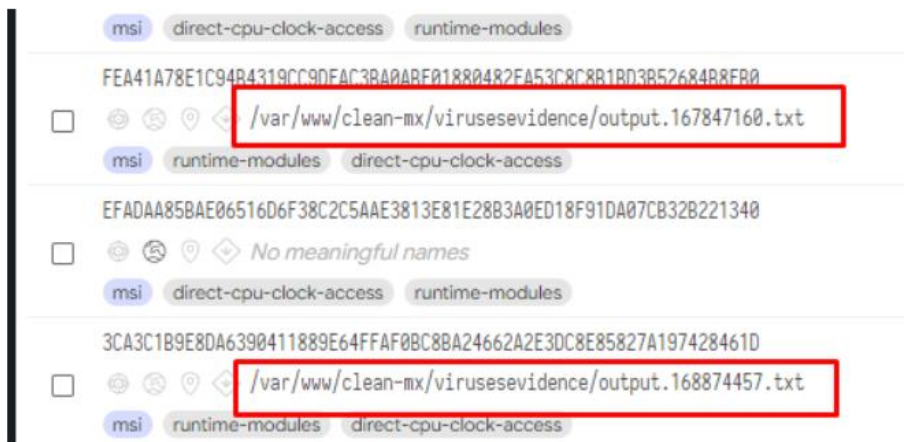 msi direct-cpu-clock-access runtime-modules
FEA41A78E1C94B4319CC9DEAC3BA0ABF01880482FA53C8C8B1BD3B52684B8FB0
/var/www/clean-mx/virusesevidence/output.167847160.txt
msi runtime-modules direct-cpu-clock-access
EFADAA85BAE06516D6F38C2C5AAE3813E81E28B3A0ED18F91DA07CB32B221340
No meaningful names
msi direct-cpu-clock-access runtime-modules
3CA3C1B9E8DA6390411889E64FFAF0BC8BA24662A2E3DC8E85827A197428461D
/var/www/clean-mx/virusesevidence/output.168874457.txt
msi runtime-modules direct-cpu-clock-access